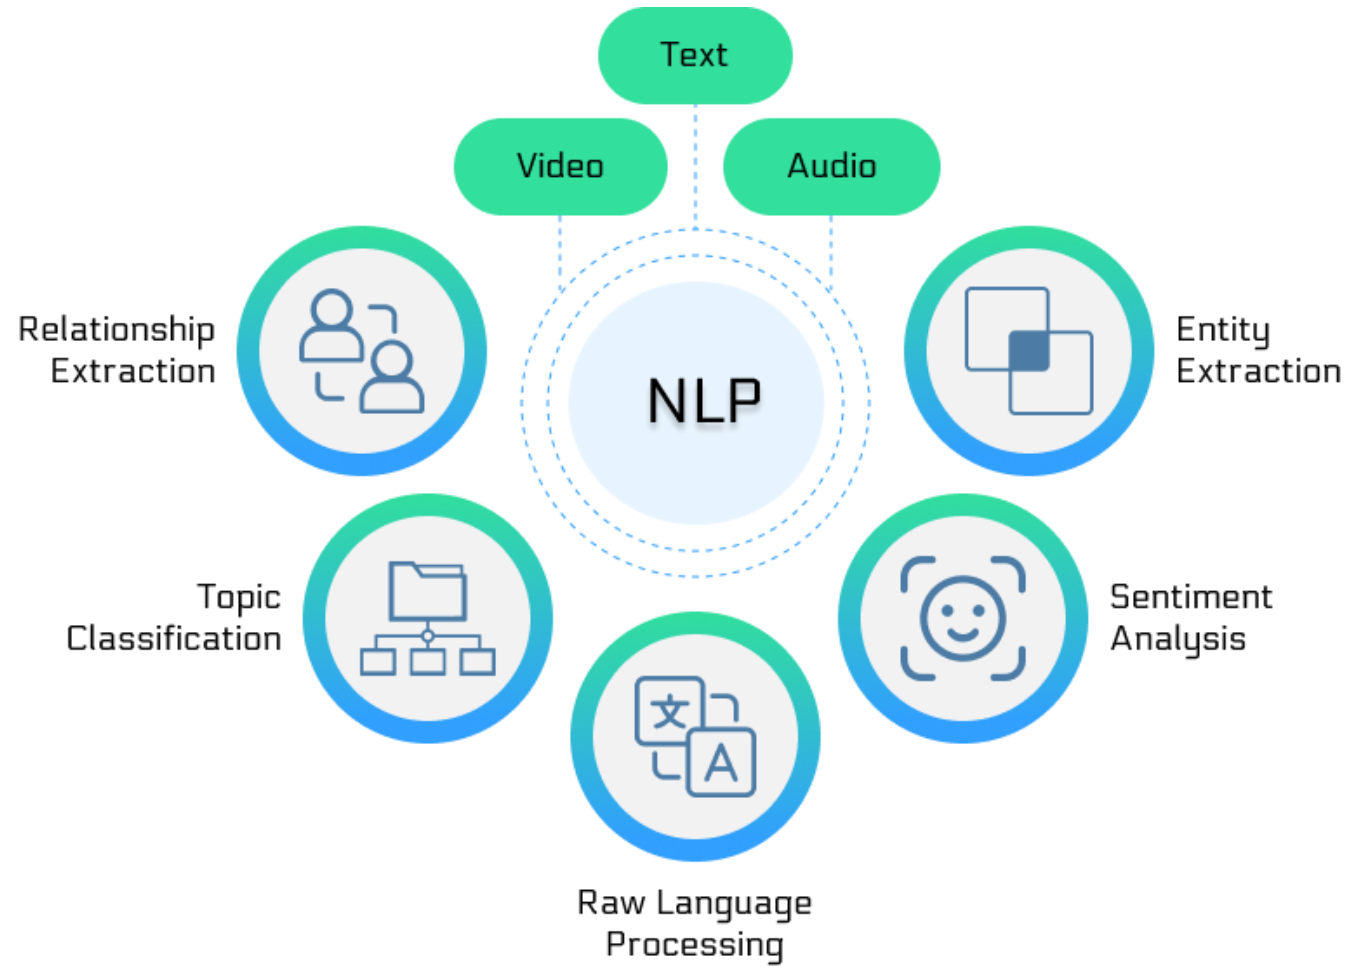 Text
Video
Audio
Relationship
Extraction
NLP
Entity
Extraction
Topic
Classification
Sentiment
Analysis
文
A
Raw Language
Processing